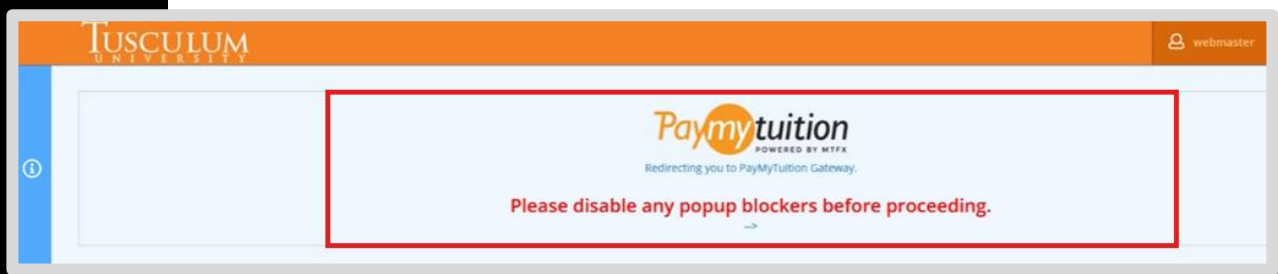 TUSCULUM
UNIVERSITY
webmaster
Paymytuition
POWERED BY MTFX
Redirecting you to PayMyTuition Gateway.
Please disable any popup blockers before proceeding.
-->